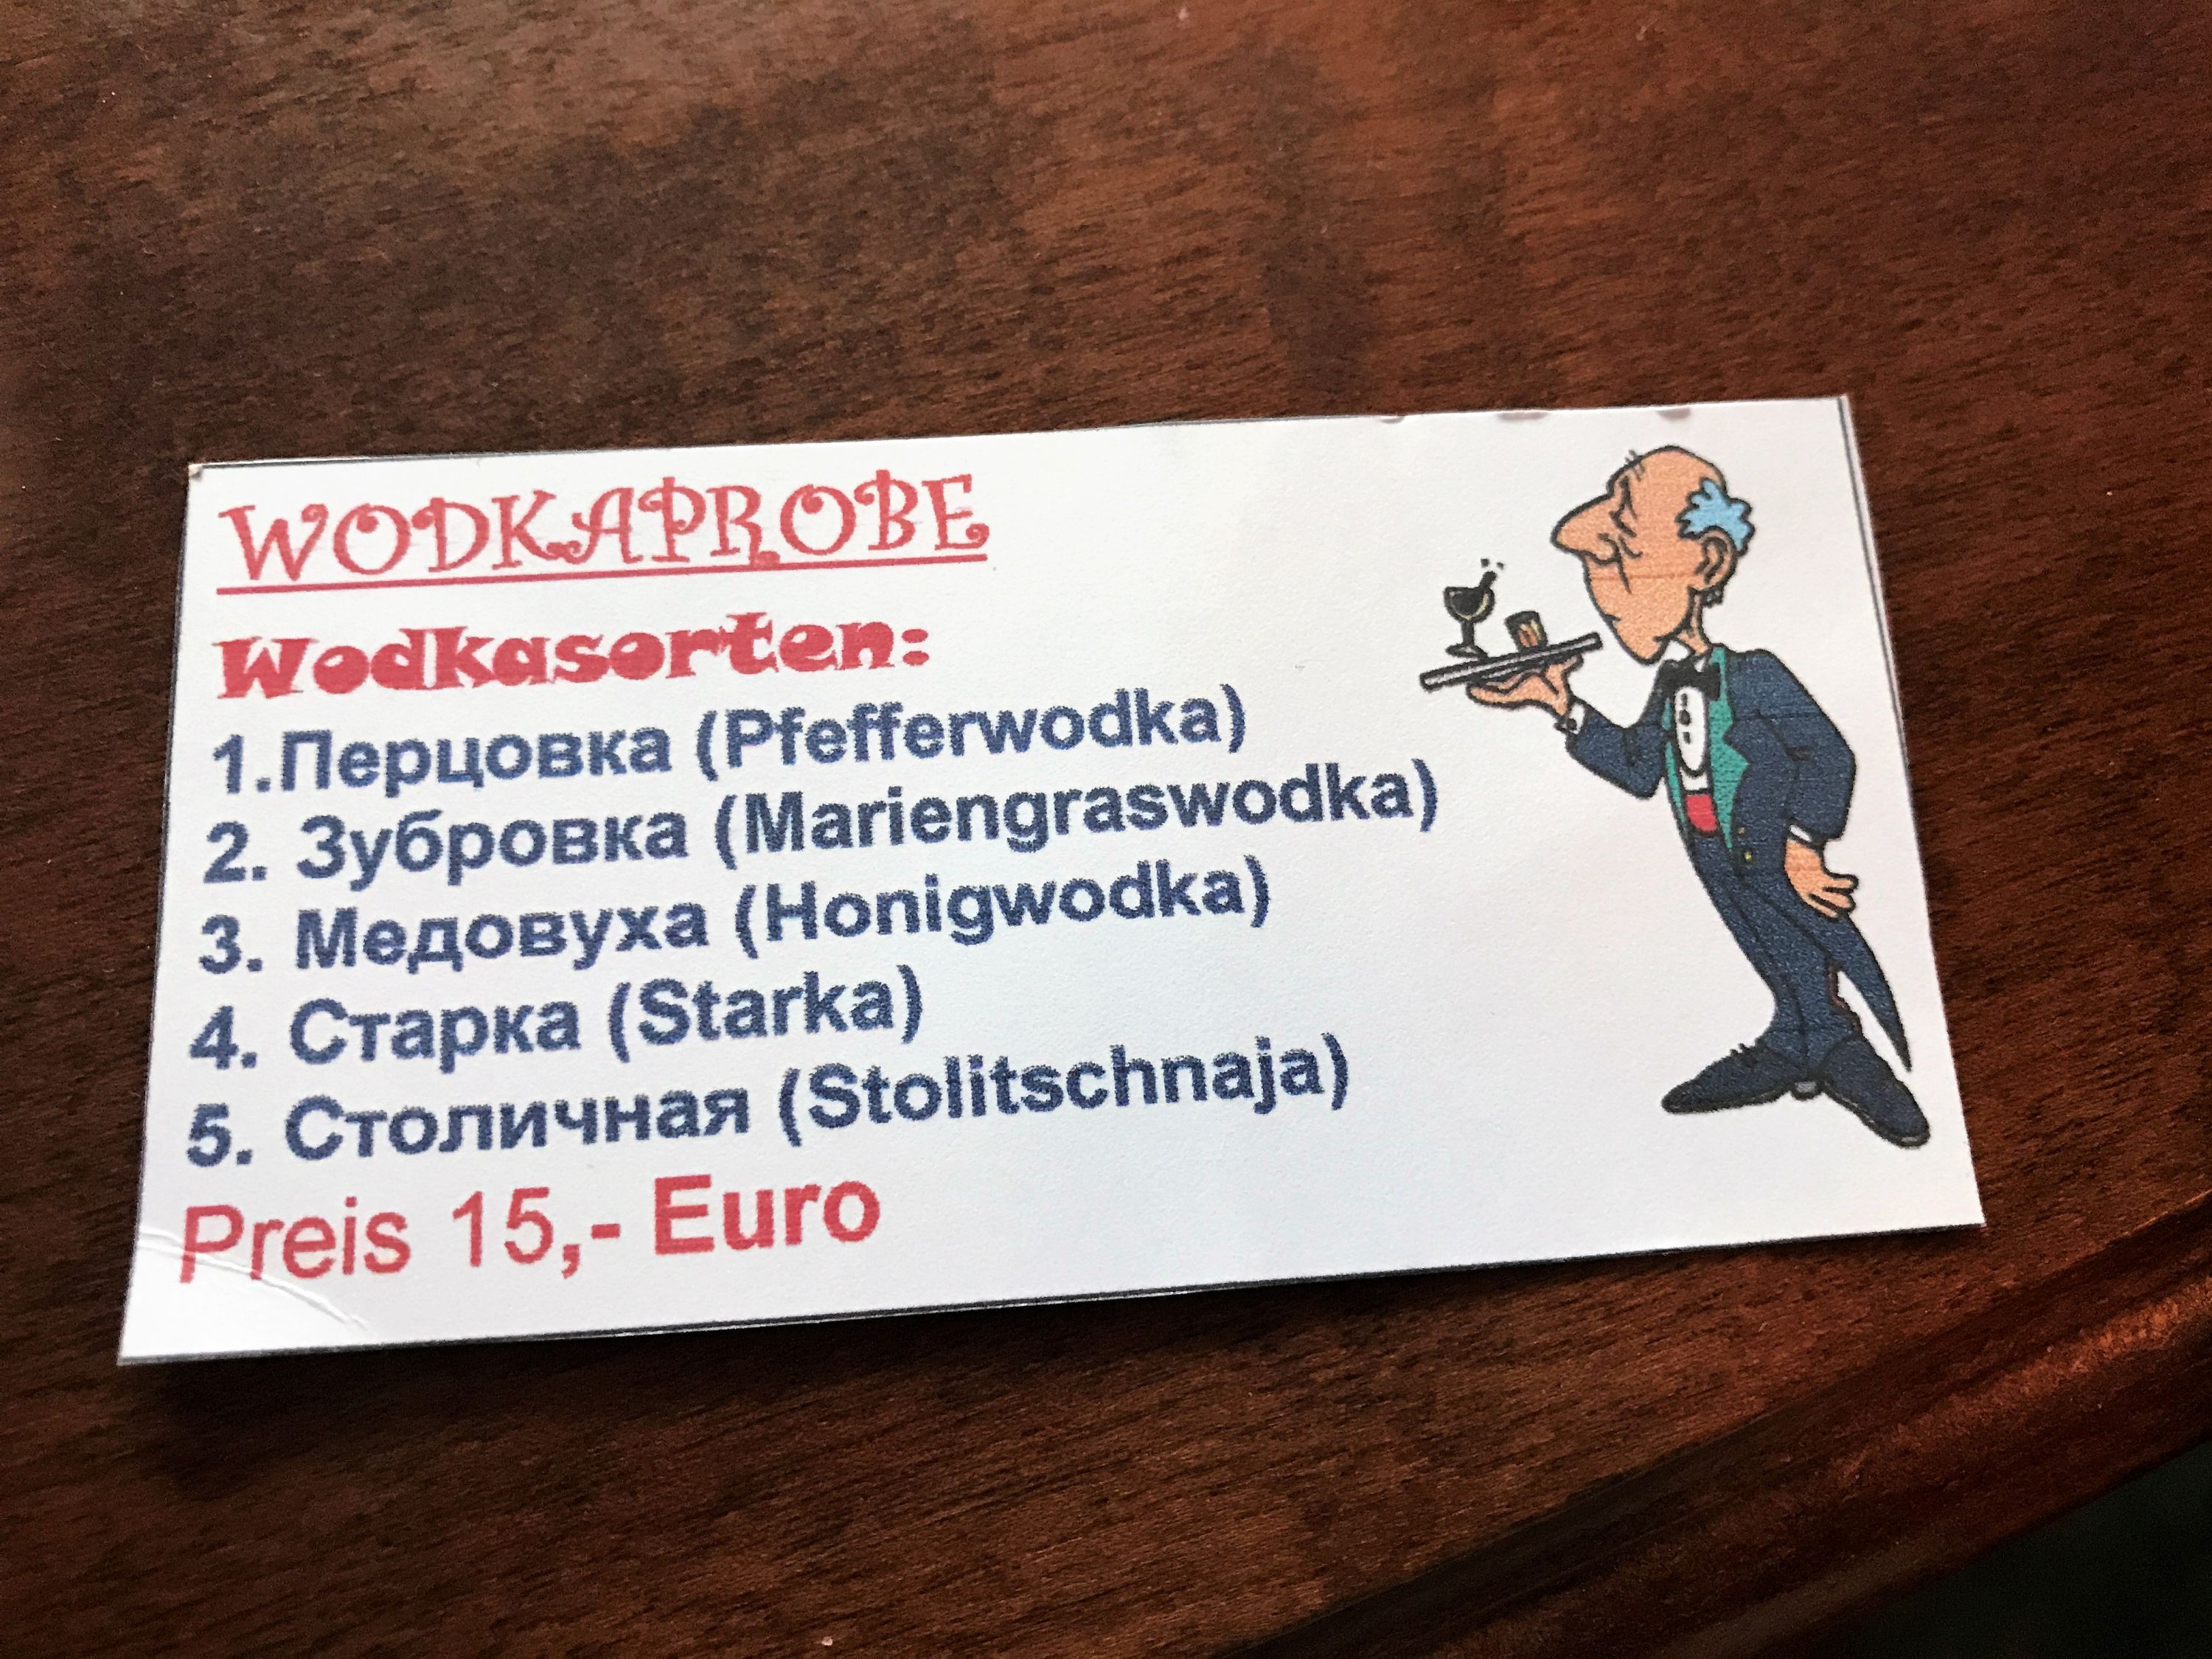 WODKAPROBE
Wodkasorten:
1.Перцовка (Pfefferwodka)
2. Зубровка (Mariengraswodka)
3. Медовуха (Honigwodka)
4. Старка (Starka)
5. Столичная (Stolitschnaja)
Preis 15,- Euro